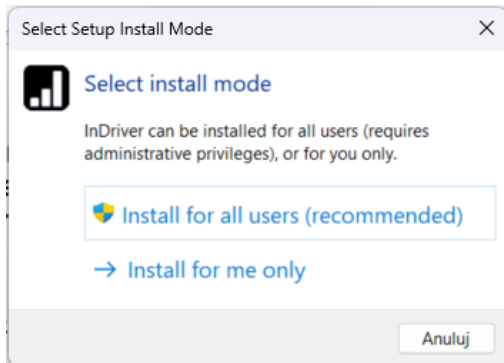 Select Setup Install Mode
Select install mode
InDriver can be installed for all users (requires
administrative privileges), or for you only.
Install for all users (recommended)
Install for me only
Anuluj